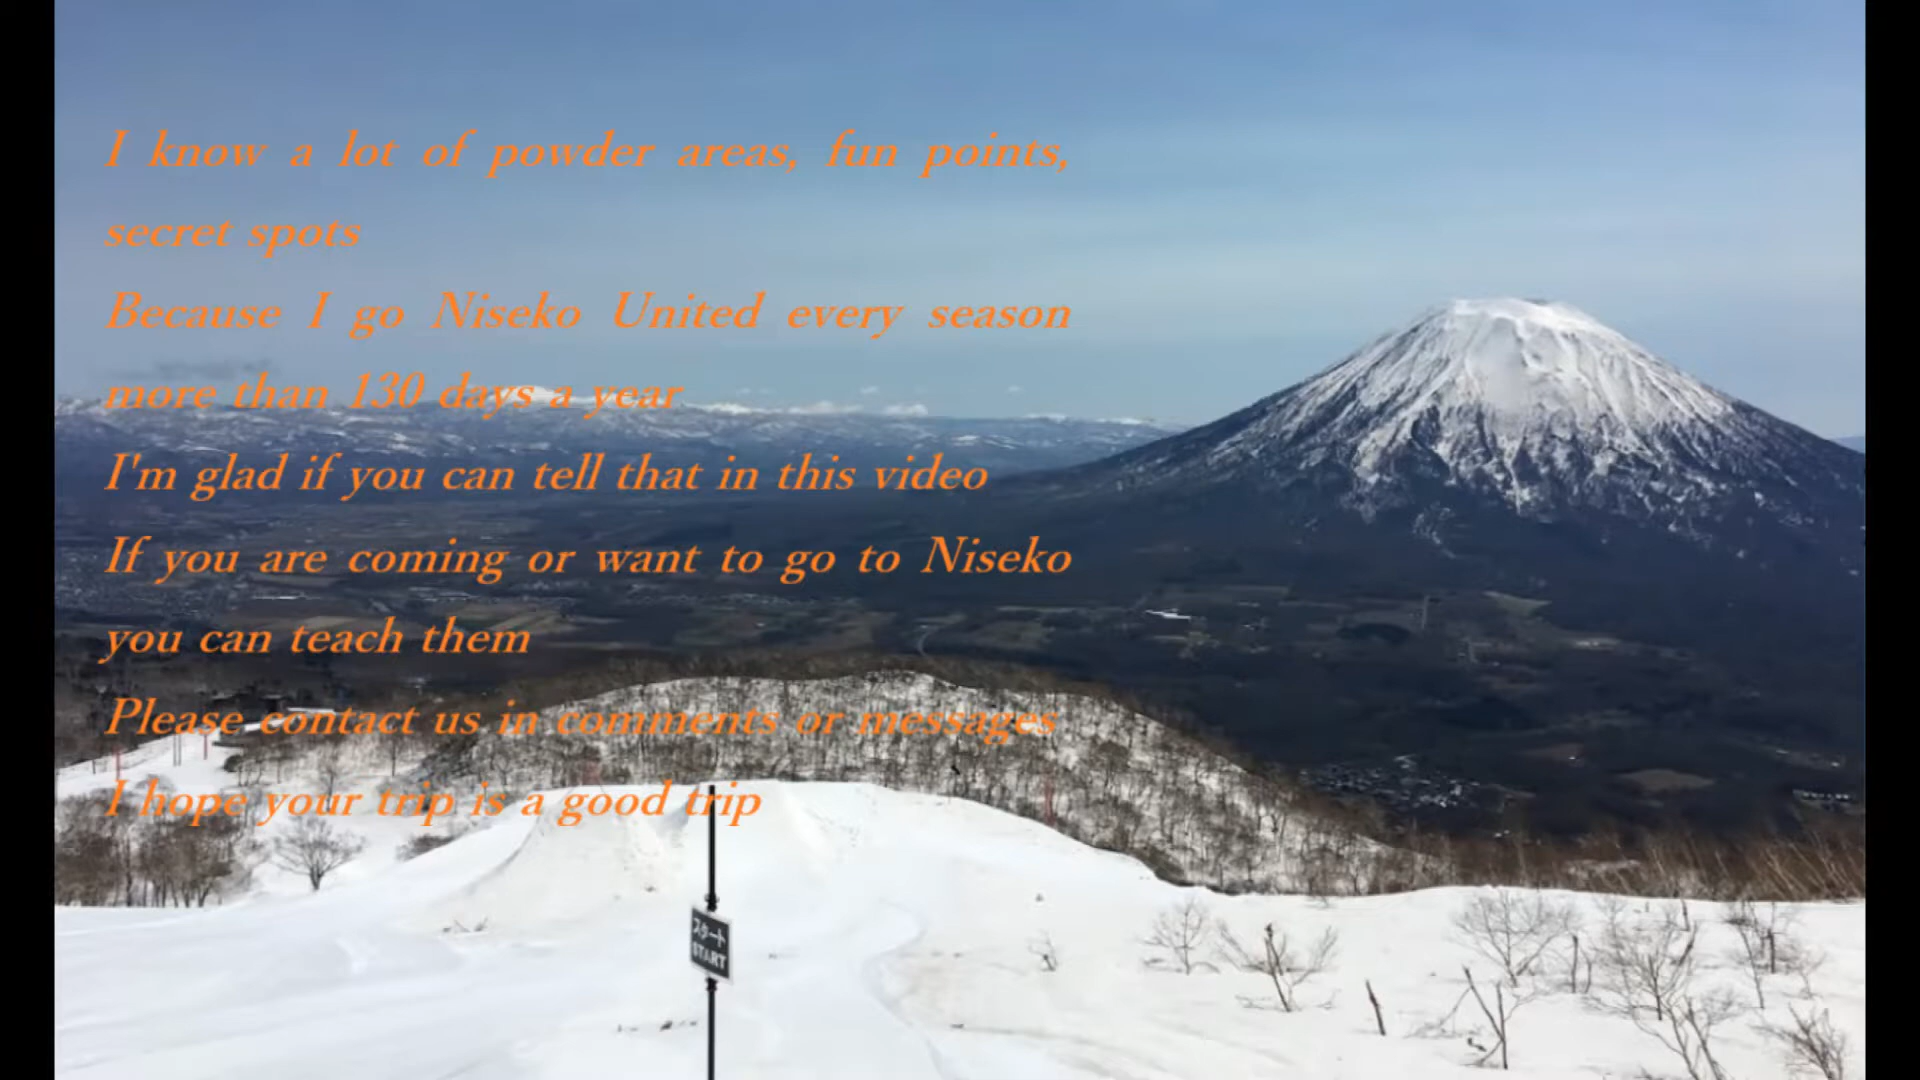 I know a lot of powder areas, fun points,
secret spots
Because I go Niseko United every season
more than 130 days a year
I'm glad if you can tell that in this video
If you are coming or want to go to Niseko
you can teach them
Please contact us in comments or messages
I hope your trip is a good trip
スタート
START